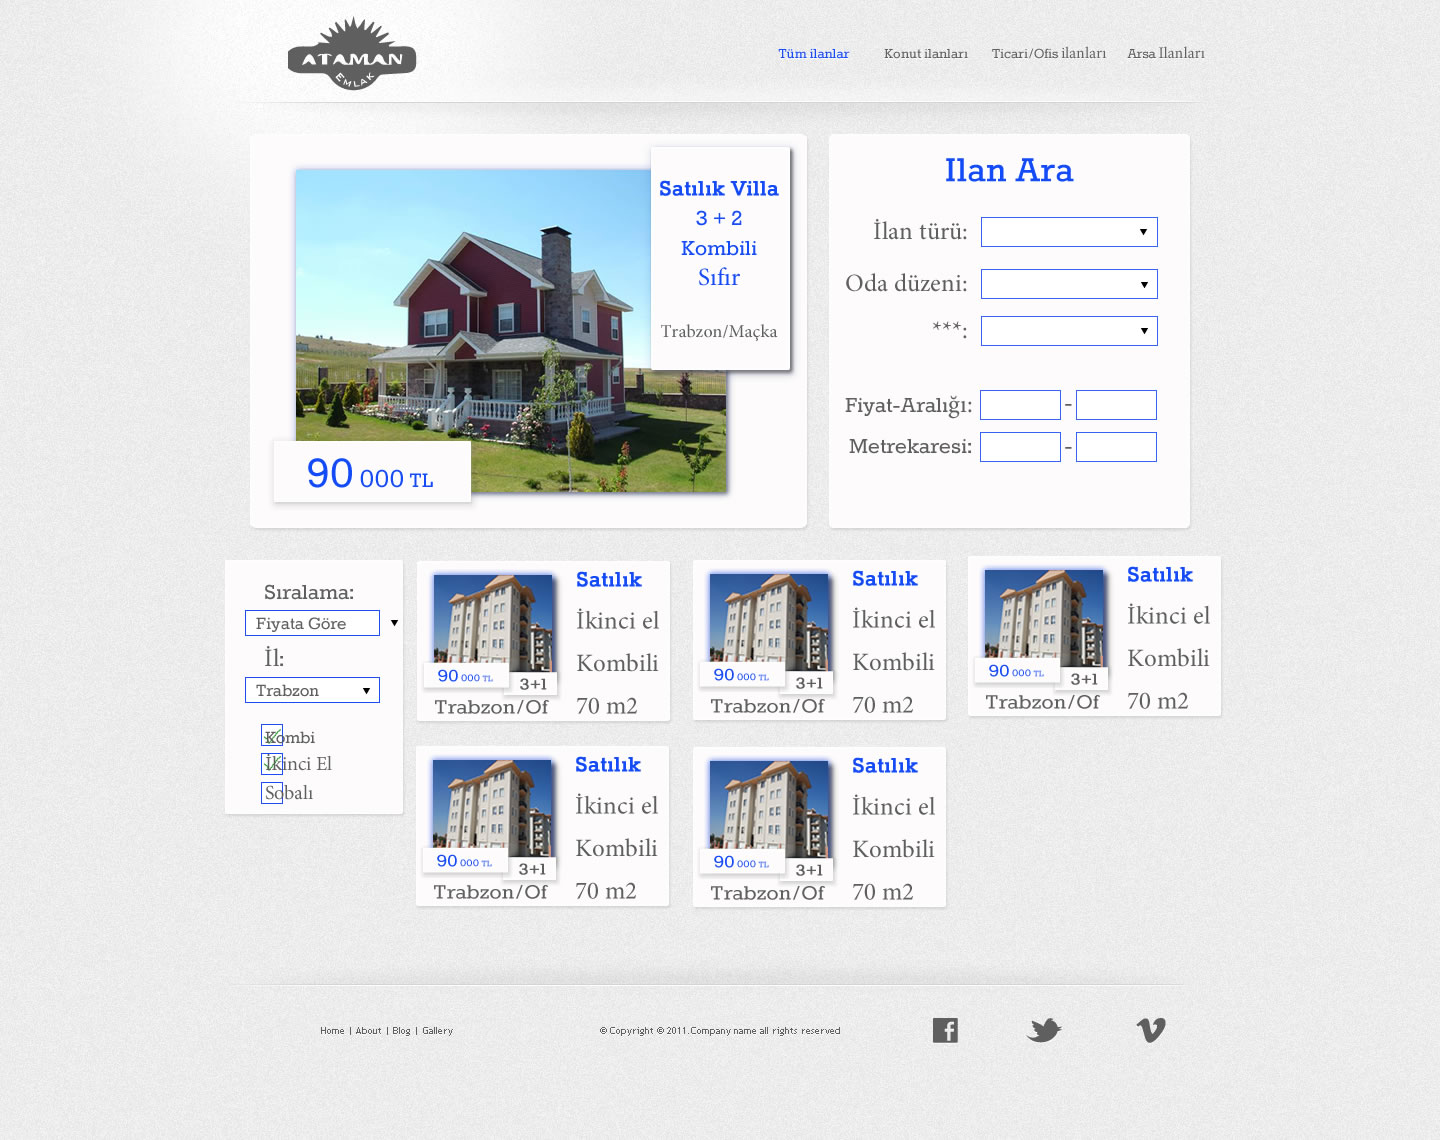 ATAMAN
EMLAK
Tüm ilanlar
Konut ilanları
Ticari/Ofis ilanları
Arsa Ilanları
Satılık Villa
3 + 2
Kombili
Sıfır
Trabzon/Maçka
90 000 TL
Ilan Ara
İlan türü:
Oda düzeni:
***:
Fiyat-Aralığı:
-
Metrekaresi:
-
Sıralama:
Fiyata Göre
İl:
Trabzon
Kombi
İkinci El
Sobalı
Satılık
İkinci el
Kombili
70 m2
90 000 TL
3+1
Trabzon/Of
Satılık
İkinci el
Kombili
70 m2
90 000 TL
3+1
Trabzon/Of
Satılık
İkinci el
Kombili
70 m2
90 000 TL
3+1
Trabzon/Of
Satılık
İkinci el
Kombili
70 m2
90 000 TL
3+1
Trabzon/Of
Satılık
İkinci el
Kombili
70 m2
90 000 TL
3+1
Trabzon/Of
Home | About | Blog | Gallery
© Copyright © 2011.Company name all rights reserved